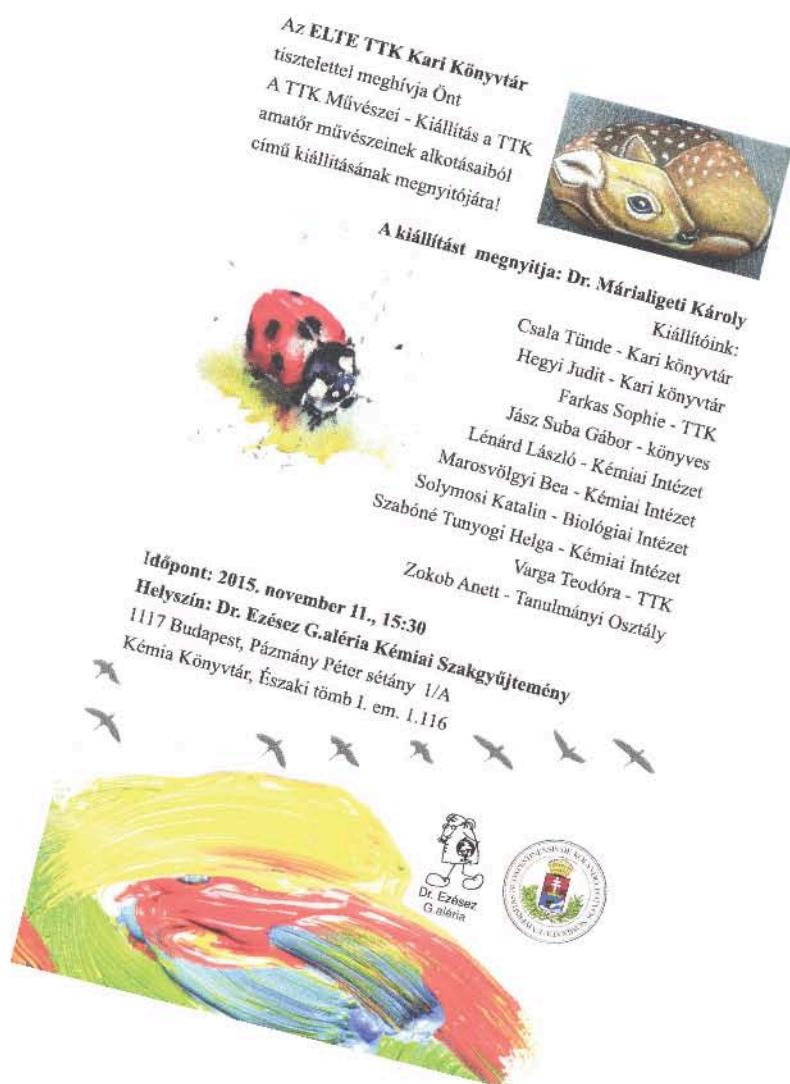 Az ELTE TTK Kari Könyvtár
tisztelettel meghívja Önt
A TTK Művészei - Kiállítás a TTK
amatőr művészeinek alkotásaiból
című kiállításának megnyitójára!
A kiállítást megnyitja: Dr. Márialigeti Károly
Kiállítóink:
Csala Tünde - Kari könyvtár
Hegyi Judit - Kari könyvtár
Farkas Sophie - TTK
Jász Suba Gábor - könyves
Lénárd László - Kémiai Intézet
Marosvölgyi Bea - Kémiai Intézet
Solymosi Katalin - Biológiai Intézet
Szabóné Tunyogi Helga - Kémiai Intézet
Varga Teodóra - TTK
Zokob Anett - Tanulmányi Osztály
Időpont: 2015. november 11., 15:30
Helyszín: Dr. Ezésez G.aléria Kémiai Szakgyűjtemény
1117 Budapest, Pázmány Péter sétány 1/A
Kémia Könyvtár, Északi tömb I. em. 1.116
Dr. Ezésez
G.aléria